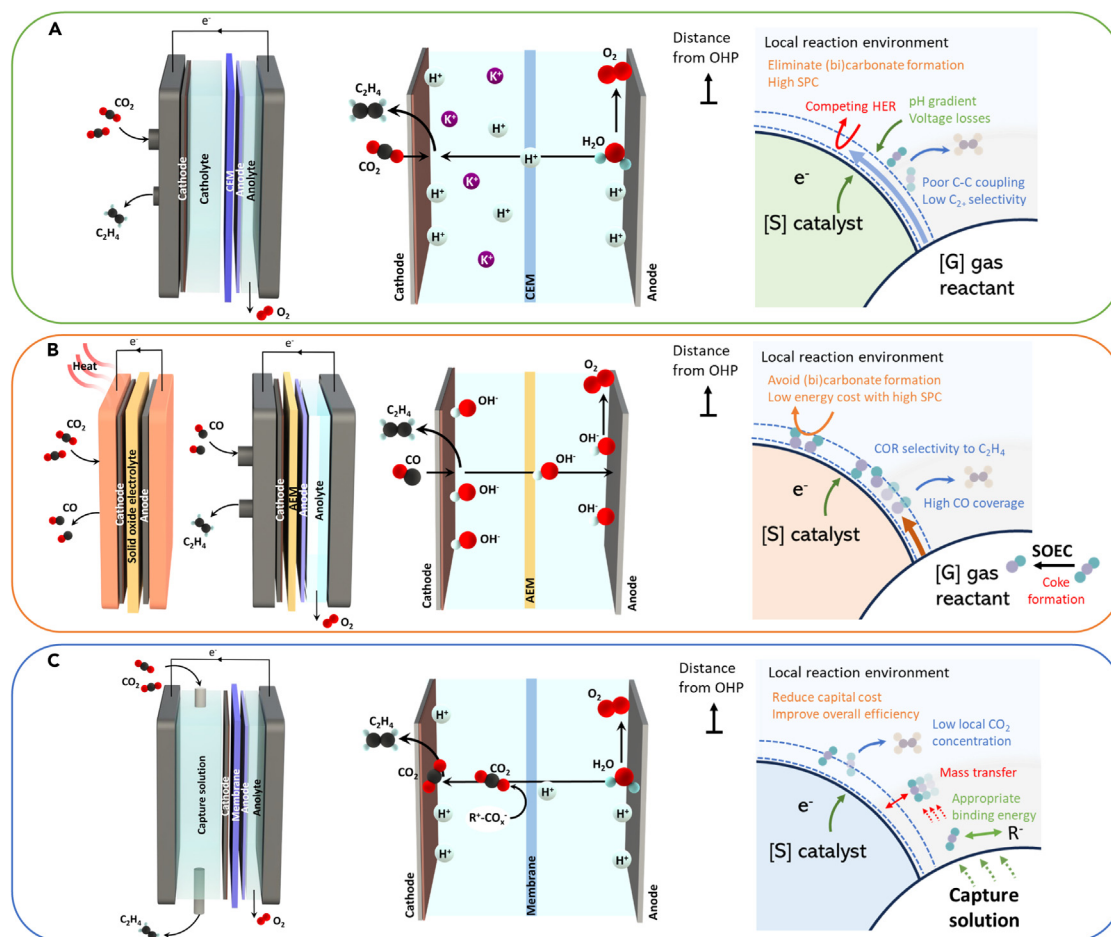 A
e⁻
CO₂
C₂H₄
Cathode
Catholyte
CEM
Anode
Anolyte
O₂
C₂H₄
CO₂
H⁺
K⁺
H⁺
K⁺
H⁺
K⁺
H⁺
H⁺
H⁺
K⁺
O₂
H₂O
H⁺
H⁺
Cathode
CEM
Anode
Distance
from OHP
Local reaction environment
Eliminate (bi)carbonate formation
High SPC
Competing HER
pH gradient
Voltage losses
e⁻
Poor C-C coupling
Low C₂₊ selectivity
[S] catalyst
[G] gas
reactant
B
Heat
e⁻
CO₂
CO
Cathode
Solid oxide electrolyte
Anode
e⁻
CO
C₂H₄
Cathode
AEM
Anode
Anolyte
O₂
C₂H₄
CO
OH⁻
OH⁻
OH⁻
OH⁻
O₂
OH⁻
OH⁻
Cathode
AEM
Anode
Distance
from OHP
Local reaction environment
Avoid (bi)carbonate formation
Low energy cost with high SPC
COR selectivity to C₂H₄
e⁻
High CO coverage
[S] catalyst
[G] gas
reactant
SOEC
Coke
formation
C
e⁻
CO₂
C₂H₄
Capture solution
Cathode
Membrane
Anode
Anolyte
O₂
C₂H₄
CO₂
H⁺
CO₂
R⁺-COₓ⁻
H⁺
H⁺
H⁺
O₂
H₂O
H⁺
H⁺
Cathode
Membrane
Anode
Distance
from OHP
Local reaction environment
Reduce capital cost
Improve overall efficiency
Low local CO₂
concentration
Mass transfer
e⁻
Appropriate
binding energy
R⁻
[S] catalyst
Capture
solution